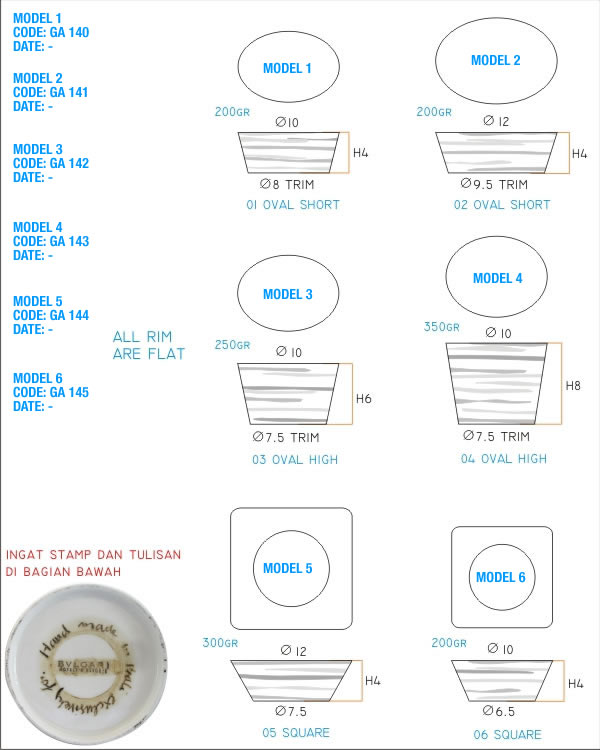 MODEL 1
CODE: GA 140
DATE: -
MODEL 2
CODE: GA 141
DATE: -
MODEL 3
CODE: GA 142
DATE: -
MODEL 4
CODE: GA 143
DATE: -
MODEL 5
CODE: GA 144
DATE: -
MODEL 6
CODE: GA 145
DATE: -
ALL RIM
ARE FLAT
MODEL 1
200GR
Ø10
H4
Ø8 TRIM
01 OVAL SHORT
MODEL 2
200GR
Ø12
H4
Ø9.5 TRIM
02 OVAL SHORT
MODEL 3
250GR
Ø10
H6
Ø7.5 TRIM
03 OVAL HIGH
MODEL 4
350GR
Ø10
H8
Ø7.5 TRIM
04 OVAL HIGH
MODEL 5
300GR
Ø12
H4
Ø7.5
05 SQUARE
MODEL 6
200GR
Ø10
H4
Ø6.5
06 SQUARE
INGAT STAMP DAN TULISAN
DI BAGIAN BAWAH
Hand made in Bali exclusively for
BVLGARI